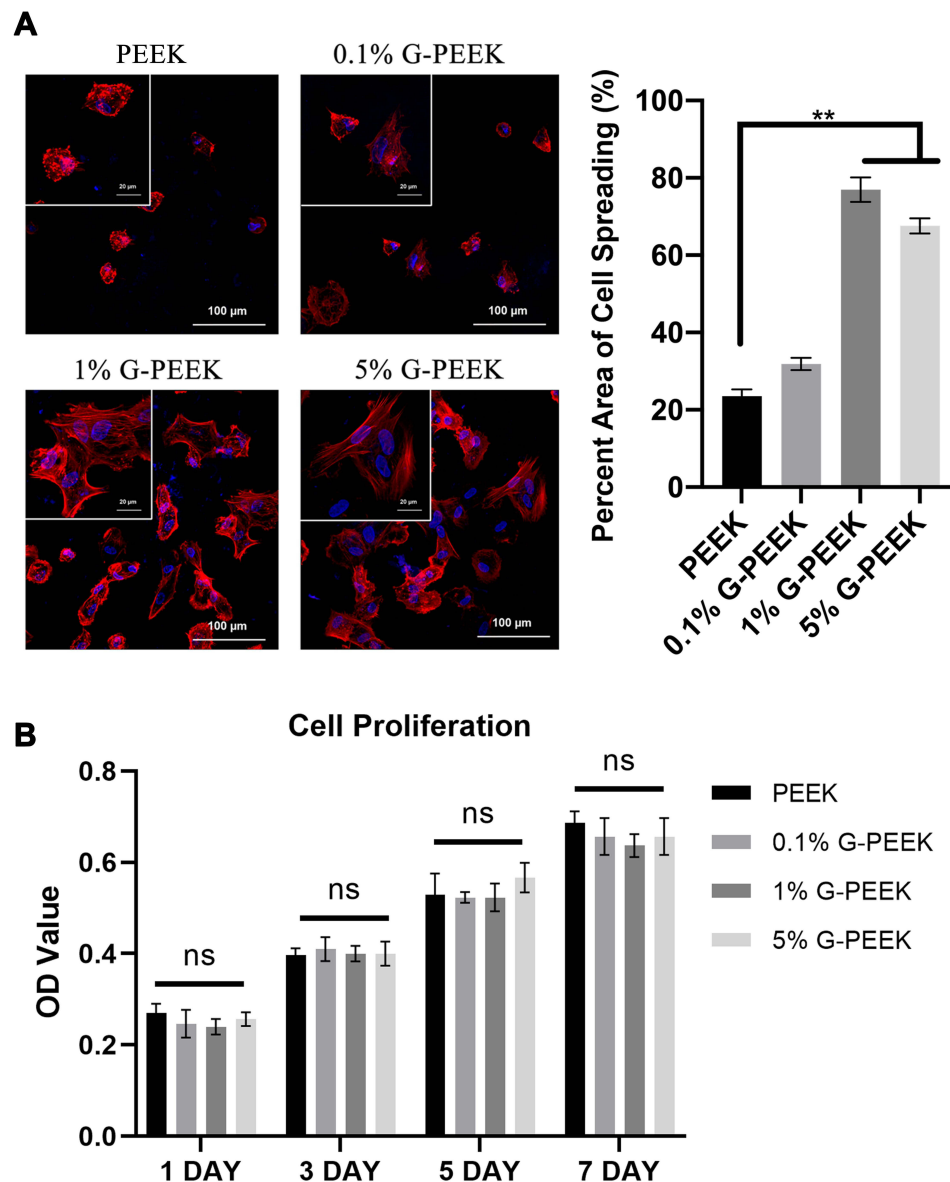 A
PEEK
0.1% G-PEEK
20 µm
20 µm
100 µm
100 µm
1% G-PEEK
5% G-PEEK
20 µm
20 µm
100 µm
100 µm
Percent Area of Cell Spreading (%)
100
80
60
40
20
0
**
PEEK
0.1% G-PEEK
1% G-PEEK
5% G-PEEK
B
Cell Proliferation
OD Value
0.8
0.6
0.4
0.2
0.0
ns
ns
ns
ns
1 DAY
3 DAY
5 DAY
7 DAY
PEEK
0.1% G-PEEK
1% G-PEEK
5% G-PEEK